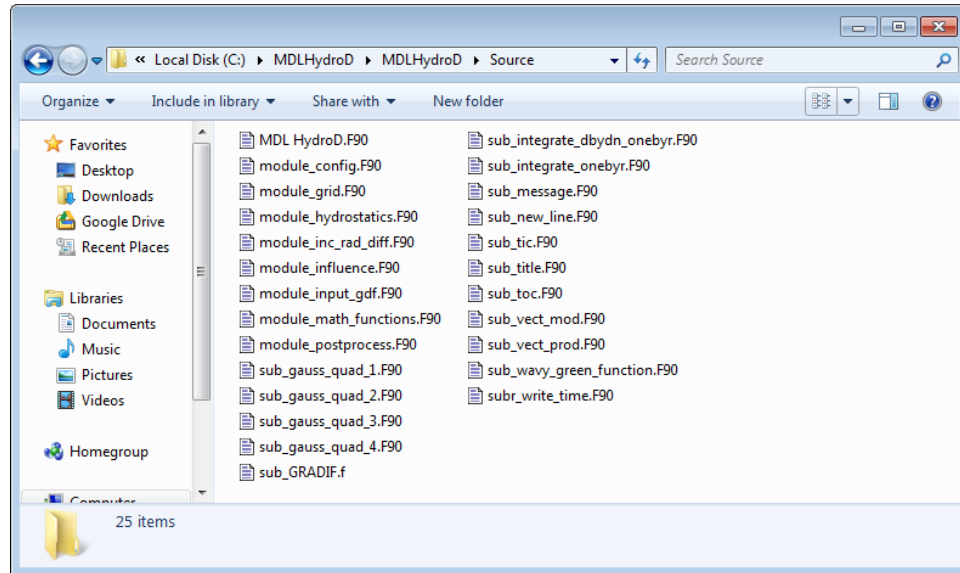 « Local Disk (C:) ▸ MDLHydroD ▸ MDLHydroD ▸ Source
Search Source
Organize
Include in library
Share with
New folder
Favorites
Desktop
Downloads
Google Drive
Recent Places
Libraries
Documents
Music
Pictures
Videos
Homegroup
Computer
MDL HydroD.F90
module_config.F90
module_grid.F90
module_hydrostatics.F90
module_inc_rad_diff.F90
module_influence.F90
module_input_gdf.F90
module_math_functions.F90
module_postprocess.F90
sub_gauss_quad_1.F90
sub_gauss_quad_2.F90
sub_gauss_quad_3.F90
sub_gauss_quad_4.F90
sub_GRADIF.f
sub_integrate_dbydn_onebyr.F90
sub_integrate_onebyr.F90
sub_message.F90
sub_new_line.F90
sub_tic.F90
sub_title.F90
sub_toc.F90
sub_vect_mod.F90
sub_vect_prod.F90
sub_wavy_green_function.F90
subr_write_time.F90
25 items